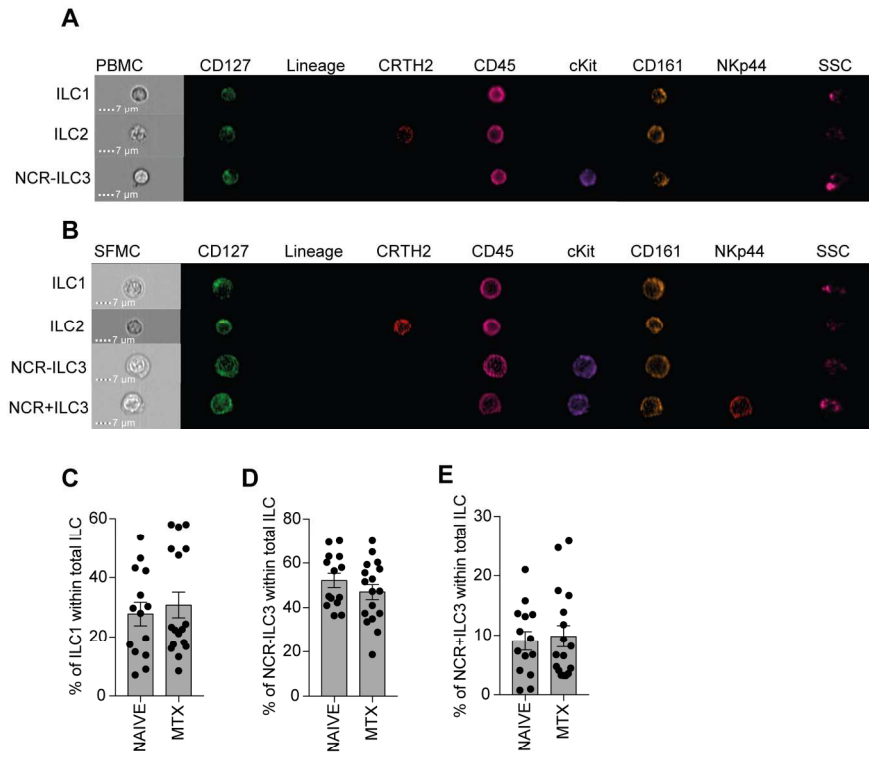 A
PBMC CD127 Lineage CRTH2 CD45 cKit CD161 NKp44 SSC
ILC1
7 µm
ILC2
7 µm
NCR-ILC3
7 µm
B
SFMC CD127 Lineage CRTH2 CD45 cKit CD161 NKp44 SSC
ILC1
7 µm
ILC2
7 µm
NCR-ILC3
7 µm
NCR+ILC3
7 µm
C
% of ILC1 within total ILC
60
40
20
0
NAIVE
MTX
D
% of NCR-ILC3 within total ILC
80
60
40
20
0
NAIVE
MTX
E
% of NCR+ILC3 within total ILC
30
20
10
0
NAIVE
MTX